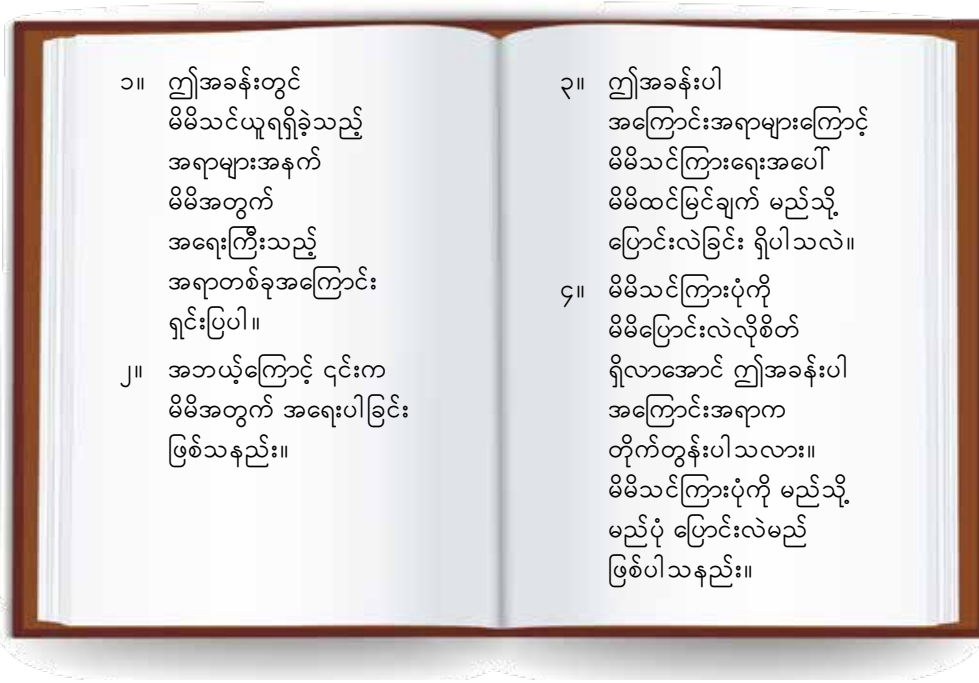 ၁။ ဤအခန်းတွင်
မိမိသင်ယူရရှိခဲ့သည့်
အရာများအနက်
မိမိအတွက်
အရေးကြီးသည့်
အရာတစ်ခုအကြောင်း
ရှင်းပြပါ။
၂။ အဘယ့်ကြောင့် ၎င်းက
မိမိအတွက် အရေးပါခြင်း
ဖြစ်သနည်း။
၃။ ဤအခန်းပါ
အကြောင်းအရာများကြောင့်
မိမိသင်ကြားရေးအပေါ်
မိမိထင်မြင်ချက် မည်သို့
ပြောင်းလဲခြင်း ရှိပါသလဲ။
၄။ မိမိသင်ကြားပုံကို
မိမိပြောင်းလဲလိုစိတ်
ရှိလာအောင် ဤအခန်းပါ
အကြောင်းအရာက
တိုက်တွန်းပါသလား။
မိမိသင်ကြားပုံကို မည်သို့
မည်ပုံ ပြောင်းလဲမည်
ဖြစ်ပါသနည်း။